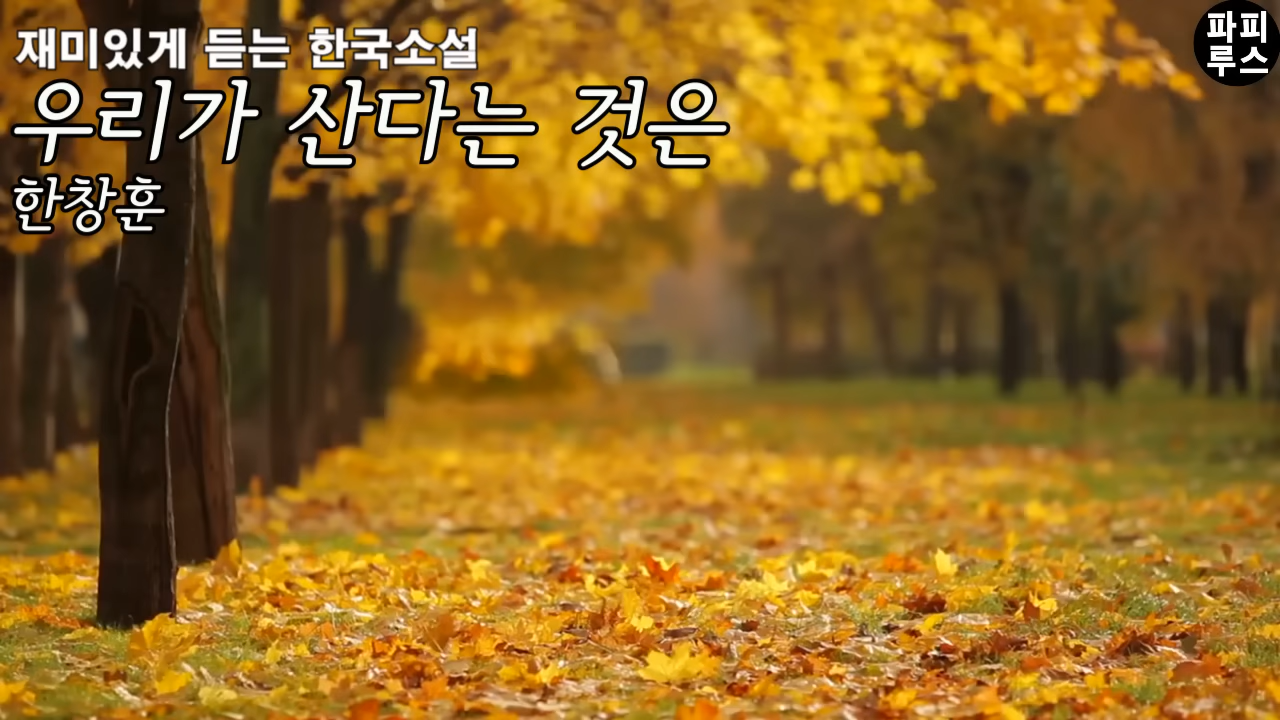 재미있게 듣는 한국소설
우리가 산다는 것은
한창훈
파피
루스